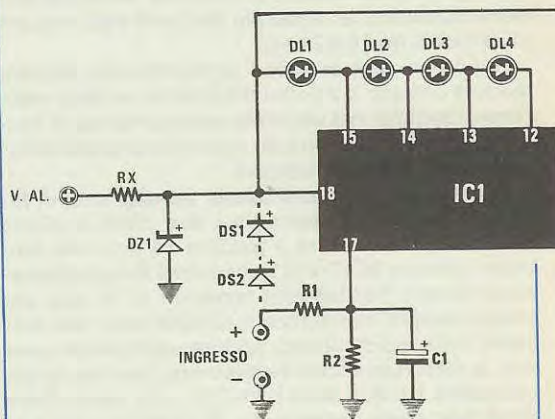 DL1 DL2 DL3 DL4
15 14 13 12
RX
V. AL. 18 IC1
DZ1 DS1
17
DS2
R1
+
INGRESSO R2 C1
-